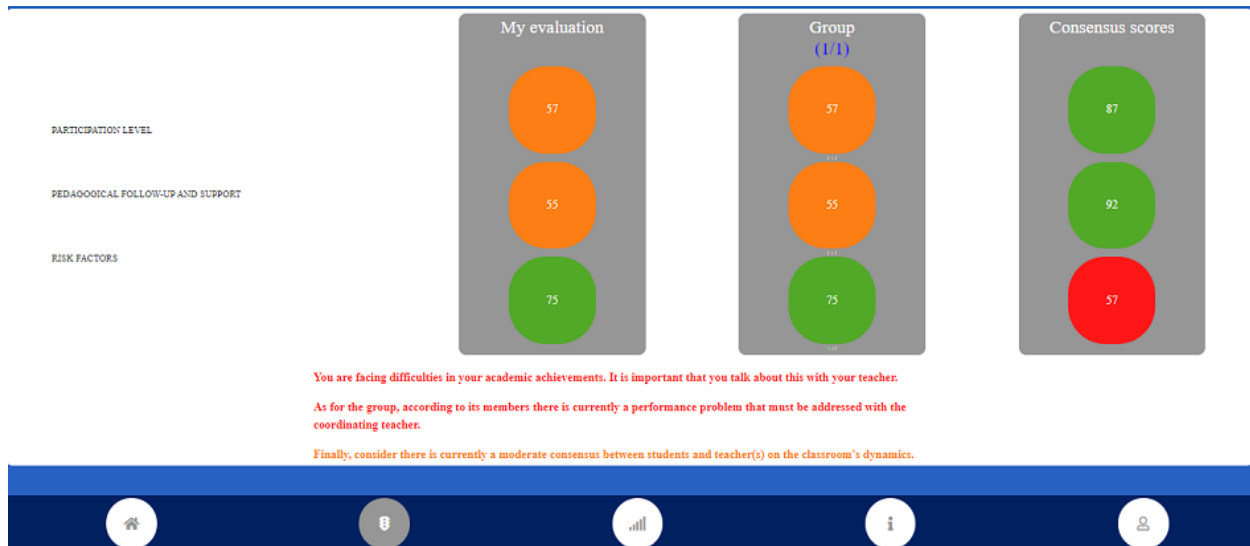 My evaluation
Group
(1/1)
Consensus scores
PARTICIPATION LEVEL
57
57
87
PEDAGOGICAL FOLLOW-UP AND SUPPORT
55
55
92
RISK FACTORS
75
75
57
You are facing difficulties in your academic achievements. It is important that you talk about this with your teacher.
As for the group, according to its members there is currently a performance problem that must be addressed with the
coordinating teacher.
Finally, consider there is currently a moderate consensus between students and teacher(s) on the classroom's dynamics.